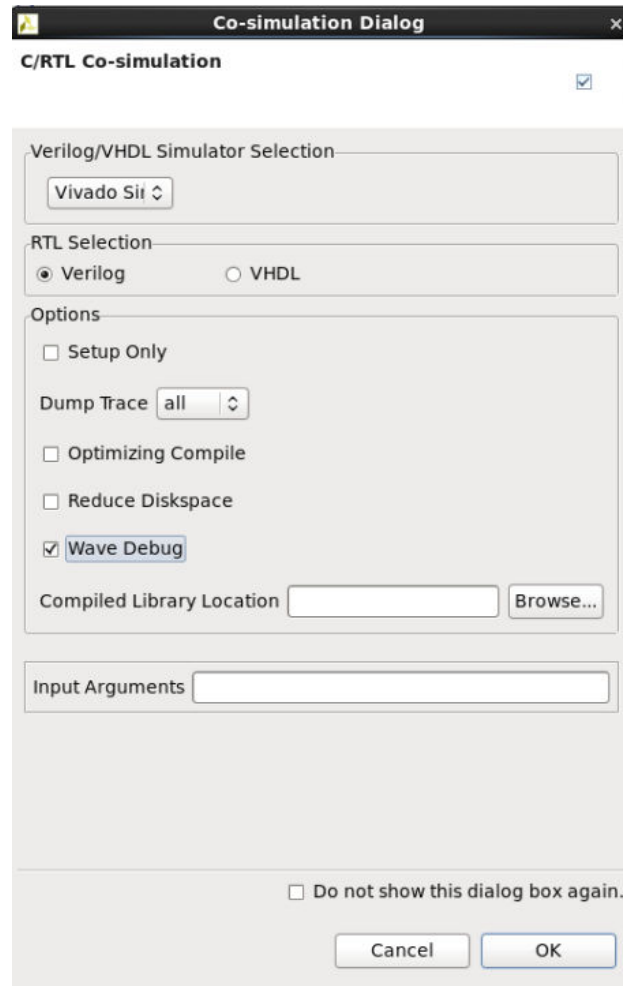 Co-simulation Dialog
C/RTL Co-simulation
Verilog/VHDL Simulator Selection
Vivado Sir
RTL Selection
Verilog VHDL
Options
Setup Only
Dump Trace all
Optimizing Compile
Reduce Diskspace
Wave Debug
Compiled Library Location Browse...
Input Arguments
Do not show this dialog box again.
Cancel OK